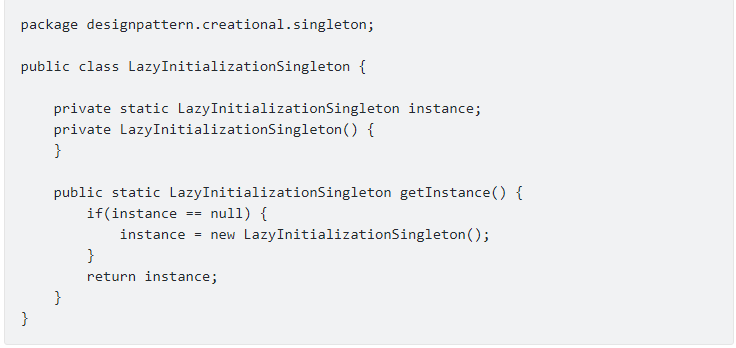 package designpattern.creational.singleton;
public class LazyInitializationSingleton {
private static LazyInitializationSingleton instance;
private LazyInitializationSingleton() {
}
public static LazyInitializationSingleton getInstance() {
if(instance == null) {
instance = new LazyInitializationSingleton();
}
return instance;
}
}